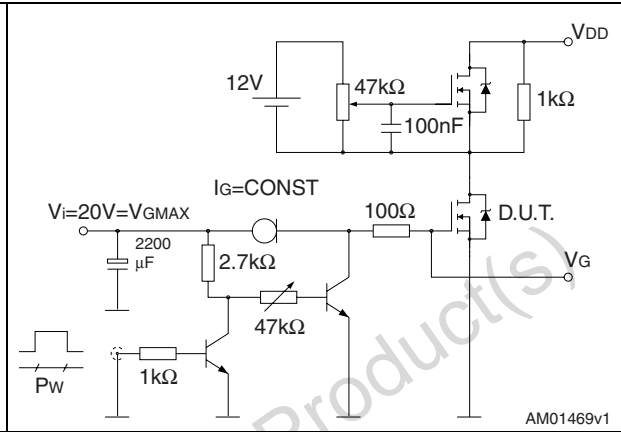 VDD
12V
47kΩ
1kΩ
100nF
IG=CONST
Vi=20V=VGMAX
100Ω
D.U.T.
2200
μF
2.7kΩ
VG
47kΩ
1kΩ
PW
Product(s)
AM01469v1